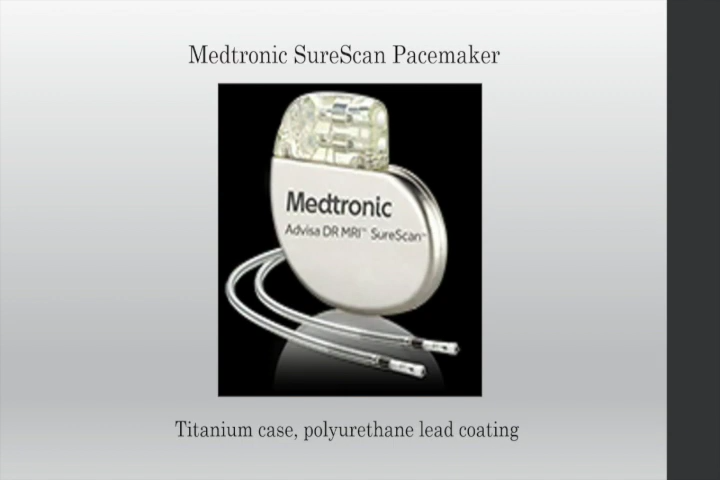 Medtronic SureScan Pacemaker
Medtronic
Advisa DR MRI™ SureScan™
Titanium case, polyurethane lead coating